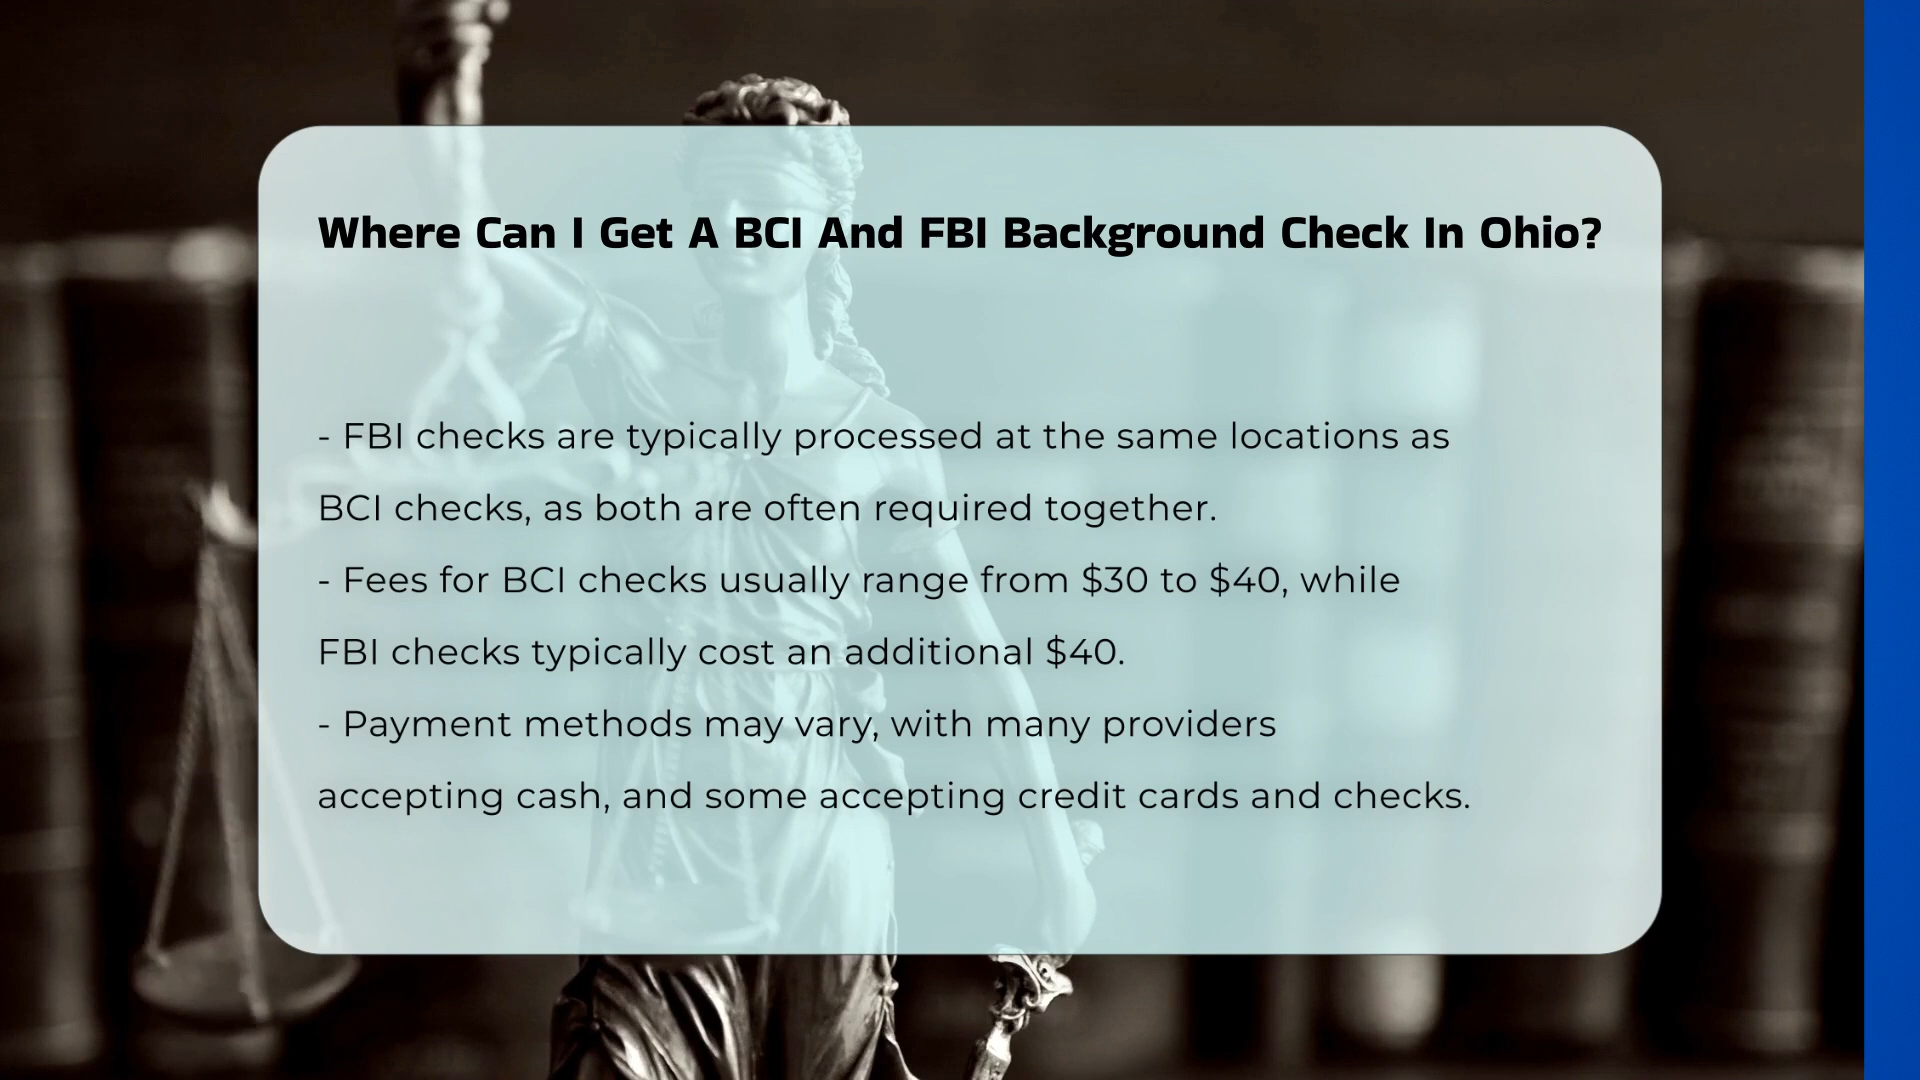 Where Can I Get A BCI And FBI Background Check In Ohio?
- FBI checks are typically processed at the same locations as
BCI checks, as both are often required together.
- Fees for BCI checks usually range from $30 to $40, while
FBI checks typically cost an additional $40.
- Payment methods may vary, with many providers
accepting cash, and some accepting credit cards and checks.